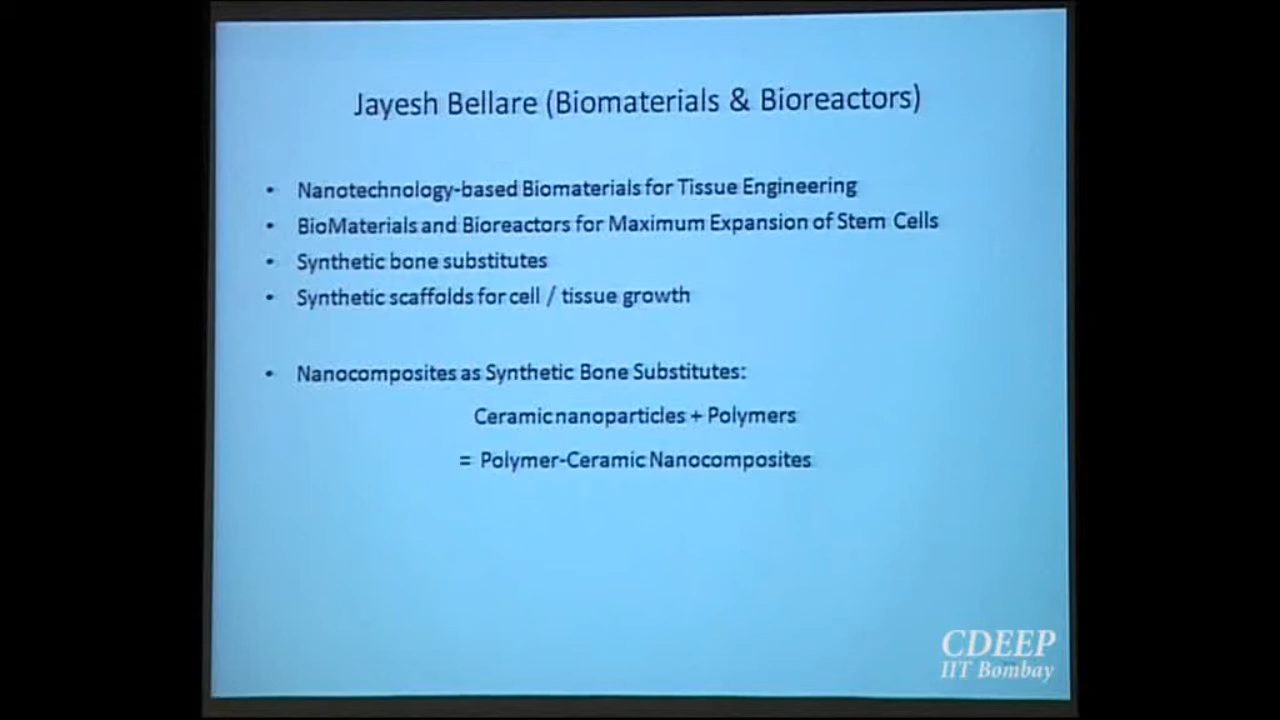 Jayesh Bellare (Biomaterials & Bioreactors)
• Nanotechnology-based Biomaterials for Tissue Engineering
• BioMaterials and Bioreactors for Maximum Expansion of Stem Cells
• Synthetic bone substitutes
• Synthetic scaffolds for cell / tissue growth
• Nanocomposites as Synthetic Bone Substitutes:
Ceramic nanoparticles + Polymers
= Polymer-Ceramic Nanocomposites
CDEEP
IIT Bombay